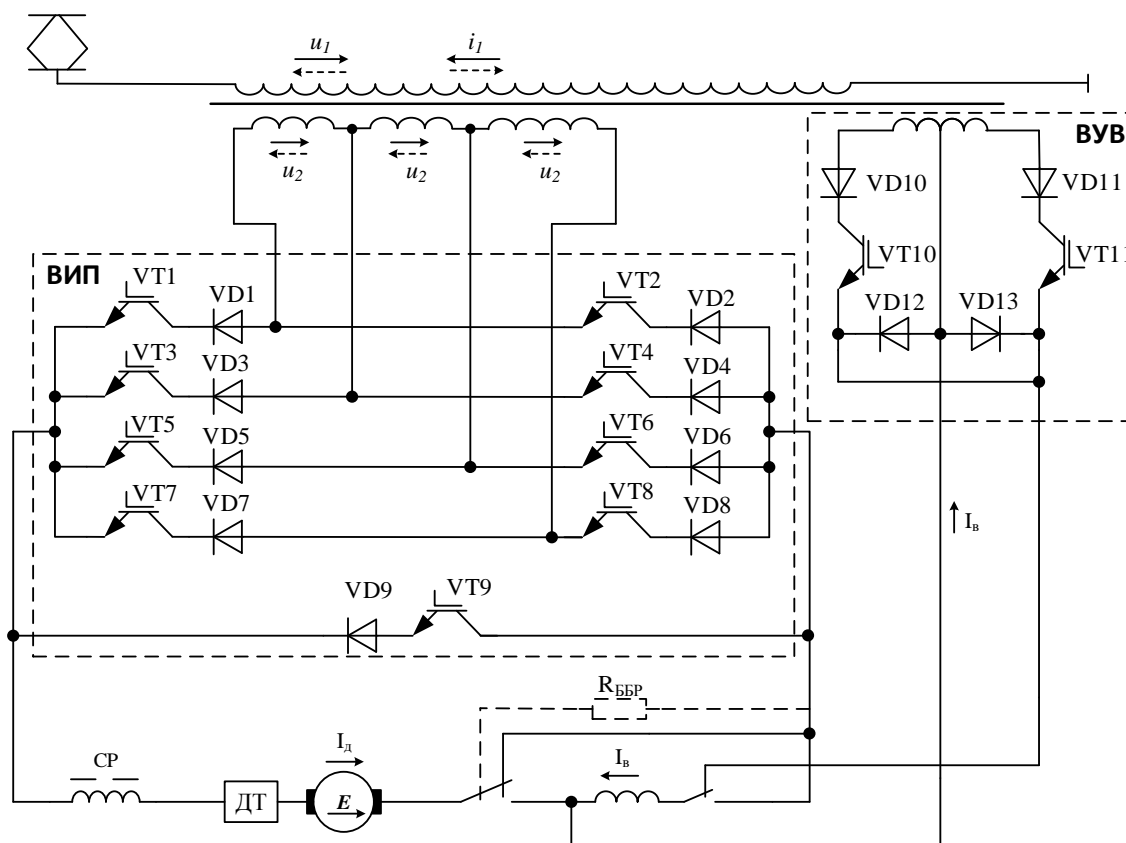 u1 i1
u2 u2 u2
ВУВ
VD10 VD11
VT10 VT11
VD12 VD13
ВИП
VT1 VD1 VT2 VD2
VT3 VD3 VT4 VD4
VT5 VD5 VT6 VD6
VT7 VD7 VT8 VD8
VD9 VT9
Iв
RББР
СР Iд Iв
ДТ E